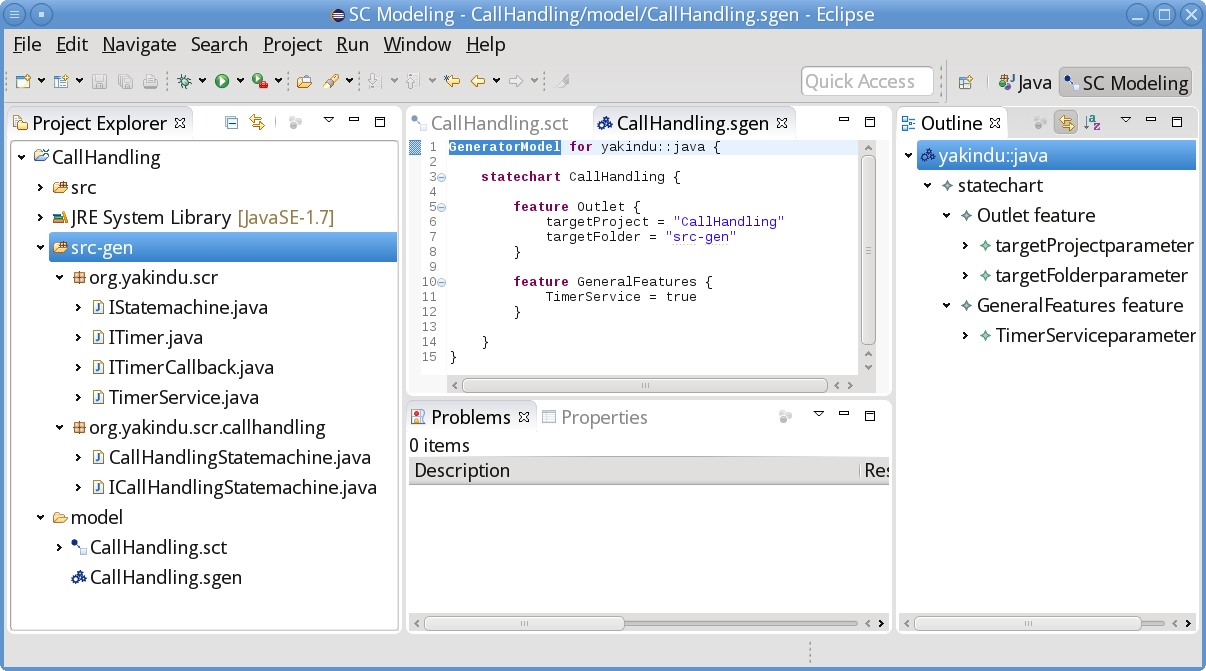 SC Modeling - CallHandling/model/CallHandling.sgen - Eclipse
File Edit Navigate Search Project Run Window Help
Quick Access
Java
SC Modeling
Project Explorer
CallHandling
src
JRE System Library [JavaSE-1.7]
src-gen
org.yakindu.scr
IStatemachine.java
ITimer.java
ITimerCallback.java
TimerService.java
org.yakindu.scr.callhandling
CallHandlingStatemachine.java
ICallHandlingStatemachine.java
model
CallHandling.sct
CallHandling.sgen
CallHandling.sct
CallHandling.sgen
1 GeneratorModel for yakindu::java {
2
3 statechart CallHandling {
4
5 feature Outlet {
6 targetProject = "CallHandling"
7 targetFolder = "src-gen"
8 }
9
10 feature GeneralFeatures {
11 TimerService = true
12 }
13
14 }
15 }
Problems
Properties
0 items
Description
Res
Outline
yakindu::java
statechart
Outlet feature
targetProjectparameter
targetFolderparameter
GeneralFeatures feature
TimerServiceparameter